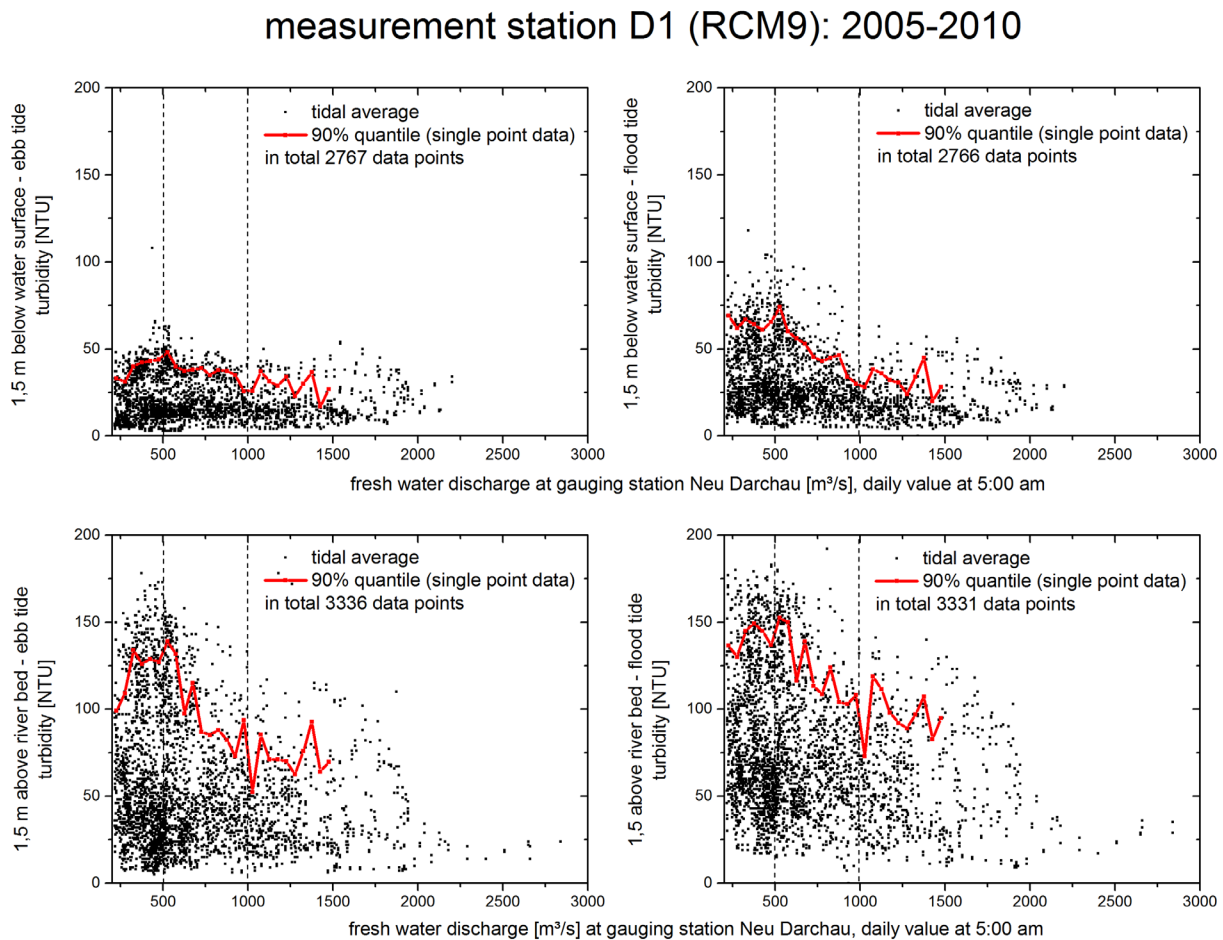 measurement station D1 (RCM9): 2005-2010
1,5 m below water surface - ebb tide
turbidity [NTU]
200
150
100
50
0
tidal average
90% quantile (single point data)
in total 2767 data points
500 1000 1500 2000 2500 3000
1,5 m below water surface - flood tide
turbidity [NTU]
200
150
100
50
0
tidal average
90% quantile (single point data)
in total 2766 data points
500 1000 1500 2000 2500 3000
fresh water discharge at gauging station Neu Darchau [m³/s], daily value at 5:00 am
1,5 m above river bed - ebb tide
turbidity [NTU]
200
150
100
50
0
tidal average
90% quantile (single point data)
in total 3336 data points
500 1000 1500 2000 2500 3000
1,5 above river bed - flood tide
turbidity [NTU]
200
150
100
50
0
tidal average
90% quantile (single point data)
in total 3331 data points
500 1000 1500 2000 2500 3000
fresh water discharge [m³/s] at gauging station Neu Darchau, daily value at 5:00 am